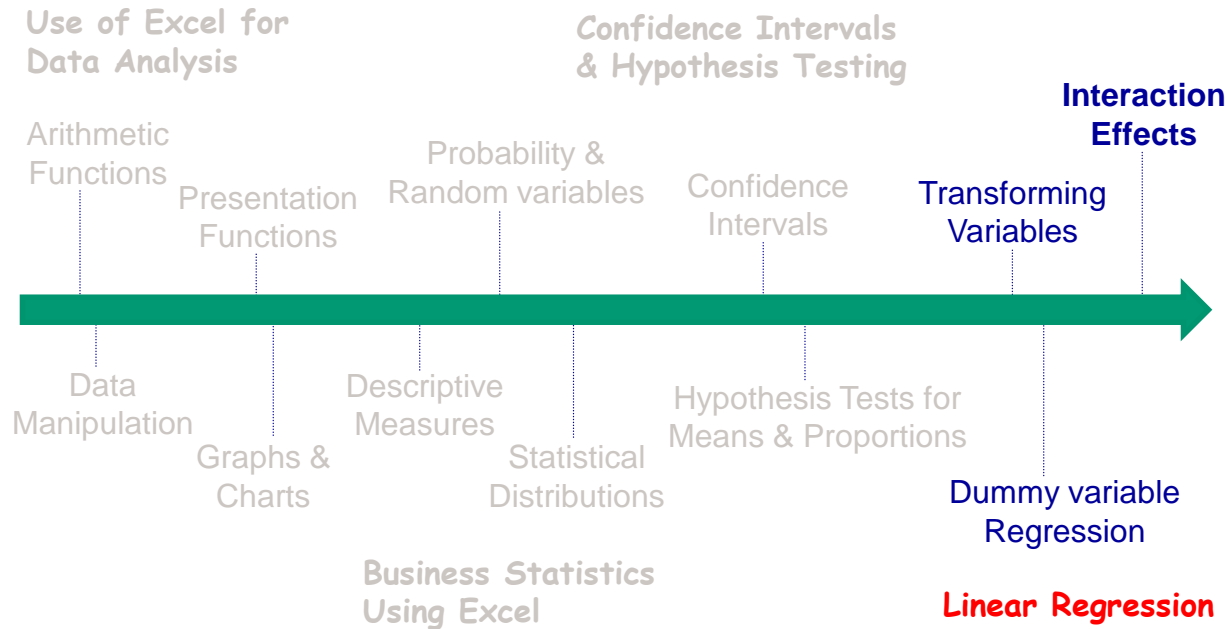 Use of Excel for
Data Analysis
Confidence Intervals
& Hypothesis Testing
Interaction
Effects
Arithmetic
Functions
Presentation
Functions
Probability &
Random variables
Confidence
Intervals
Transforming
Variables
Data
Manipulation
Graphs &
Charts
Descriptive
Measures
Statistical
Distributions
Hypothesis Tests for
Means & Proportions
Dummy variable
Regression
Business Statistics
Using Excel
Linear Regression